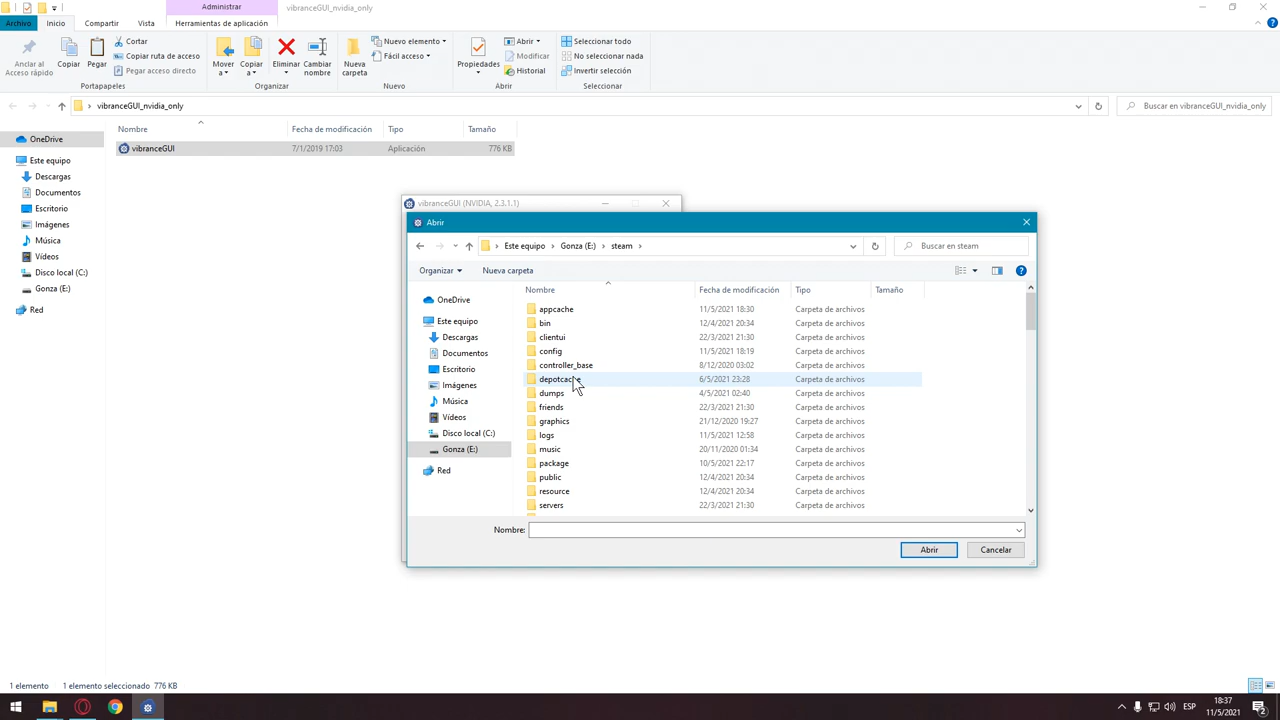 Administrar
vibranceGUI_nvidia_only
Archivo Inicio Compartir Vista Herramientas de aplicación
Anclar al Acceso rápido
Copiar
Pegar
Cortar
Copiar ruta de acceso
Pegar acceso directo
Mover a
Copiar a
Eliminar
Cambiar nombre
Nueva carpeta
Nuevo elemento
Fácil acceso
Propiedades
Abrir
Modificar
Historial
Seleccionar todo
No seleccionar nada
Invertir selección
Portapapeles Organizar Nuevo Abrir Seleccionar
vibranceGUI_nvidia_only
Buscar en vibranceGUI_nvidia_only
Nombre Fecha de modificación Tipo Tamaño
vibranceGUI 7/1/2019 17:03 Aplicación 776 KB
OneDrive
Este equipo
Descargas
Documentos
Escritorio
Imágenes
Música
Vídeos
Disco local (C:)
Gonza (E:)
Red
vibranceGUI (NVIDIA, 2.3.1.1)
Abrir
Este equipo Gonza (E:) steam
Buscar en steam
Organizar Nueva carpeta
Nombre Fecha de modificación Tipo Tamaño
OneDrive
Este equipo
Descargas
Documentos
Escritorio
Imágenes
Música
Vídeos
Disco local (C:)
Gonza (E:)
Red
appcache 11/5/2021 18:30 Carpeta de archivos
bin 12/4/2021 20:34 Carpeta de archivos
clientui 22/3/2021 21:30 Carpeta de archivos
config 11/5/2021 18:19 Carpeta de archivos
controller_base 8/12/2020 03:02 Carpeta de archivos
depotcache 6/5/2021 23:28 Carpeta de archivos
dumps 4/5/2021 02:40 Carpeta de archivos
friends 22/3/2021 21:30 Carpeta de archivos
graphics 21/12/2020 19:27 Carpeta de archivos
logs 11/5/2021 12:58 Carpeta de archivos
music 20/11/2020 01:34 Carpeta de archivos
package 10/5/2021 22:17 Carpeta de archivos
public 12/4/2021 20:34 Carpeta de archivos
resource 12/4/2021 20:34 Carpeta de archivos
servers 22/3/2021 21:30 Carpeta de archivos
Nombre:
Abrir Cancelar
1 elemento 1 elemento seleccionado 776 KB
ESP
18:37
11/5/2021
2